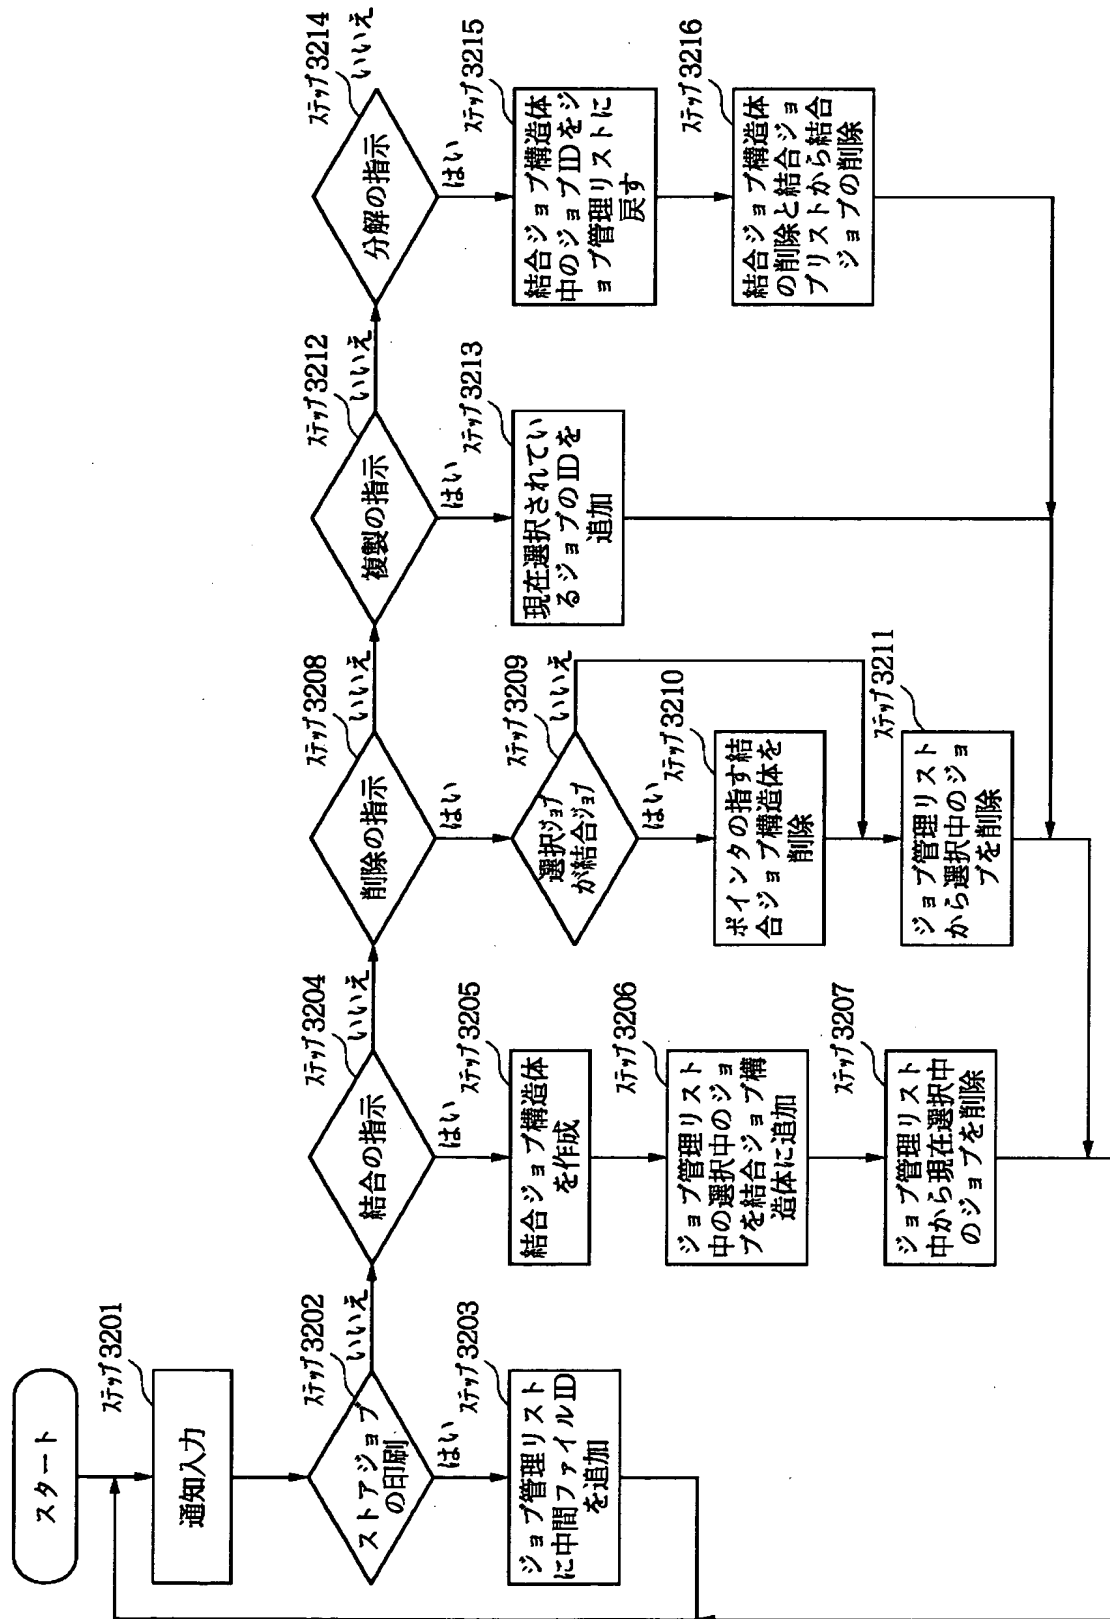 スタート
ステップ3201
通知入力
ステップ3202
ストアジョブ
の印刷
いいえ
はい
ステップ3203
ジョブ管理リスト
に中間ファイルID
を追加
ステップ3204
結合の指示
いいえ
はい
ステップ3205
結合ジョブ構造体
を作成
ステップ3206
ジョブ管理リスト
中の選択中のジョ
ブを結合ジョブ構
造体に追加
ステップ3207
ジョブ管理リスト
中から現在選択中
のジョブを削除
ステップ3208
削除の指示
いいえ
はい
ステップ3209
選択ジョブ
が結合ジョブ
いいえ
はい
ステップ3210
ポインタの指す結
合ジョブ構造体を
削除
ステップ3211
ジョブ管理リスト
から選択中のジョ
ブを削除
ステップ3212
複製の指示
いいえ
はい
ステップ3213
現在選択されてい
るジョブのIDを
追加
ステップ3214
分解の指示
いいえ
はい
ステップ3215
結合ジョブ構造体
中のジョブIDをジ
ョブ管理リストに
戻す
ステップ3216
結合ジョブ構造体
の削除と結合ジョ
ブリストから結合
ジョブの削除